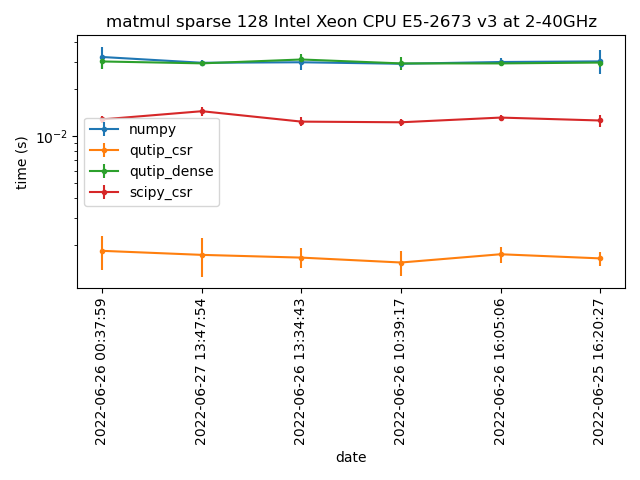 matmul sparse 128 Intel Xeon CPU E5-2673 v3 at 2-40GHz
time (s)
10⁻²
numpy
qutip_csr
qutip_dense
scipy_csr
2022-06-26 00:37:59
2022-06-27 13:47:54
2022-06-26 13:34:43
2022-06-26 10:39:17
2022-06-26 16:05:06
2022-06-25 16:20:27
date